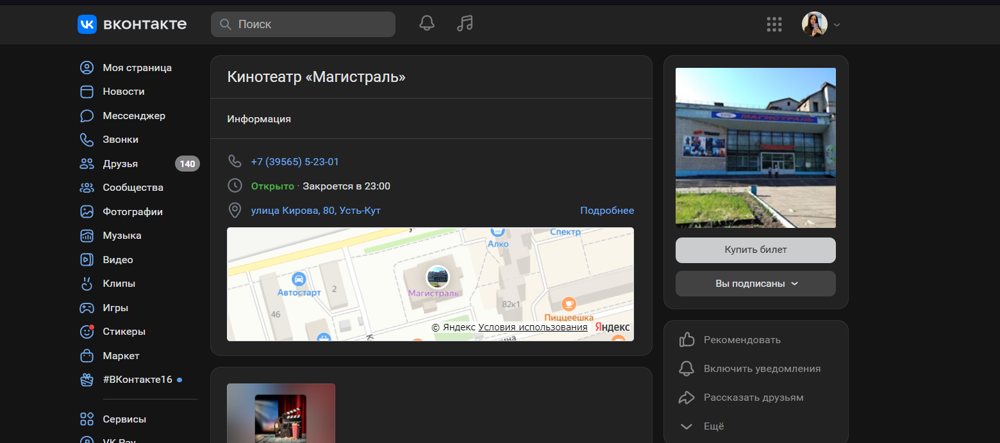 вконтакте
Поиск
Моя страница
Новости
Мессенджер
Звонки
Друзья 140
Сообщества
Фотографии
Музыка
Видео
Клипы
Игры
Стикеры
Маркет
#ВКонтакте16
Сервисы
VK Pay
Кинотеатр «Магистраль»
Информация
+7 (39565) 5-23-01
Открыто · Закроется в 23:00
улица Кирова, 80, Усть-Кут
Подробнее
Алко
Спектр
Автостарт
2
46
Магистраль
82к1
Пиццеешка
© Яндекс Условия использования
Яндекс
МАГИСТРАЛЬ
Купить билет
Вы подписаны
Рекомендовать
Включить уведомления
Рассказать друзьям
Ещё